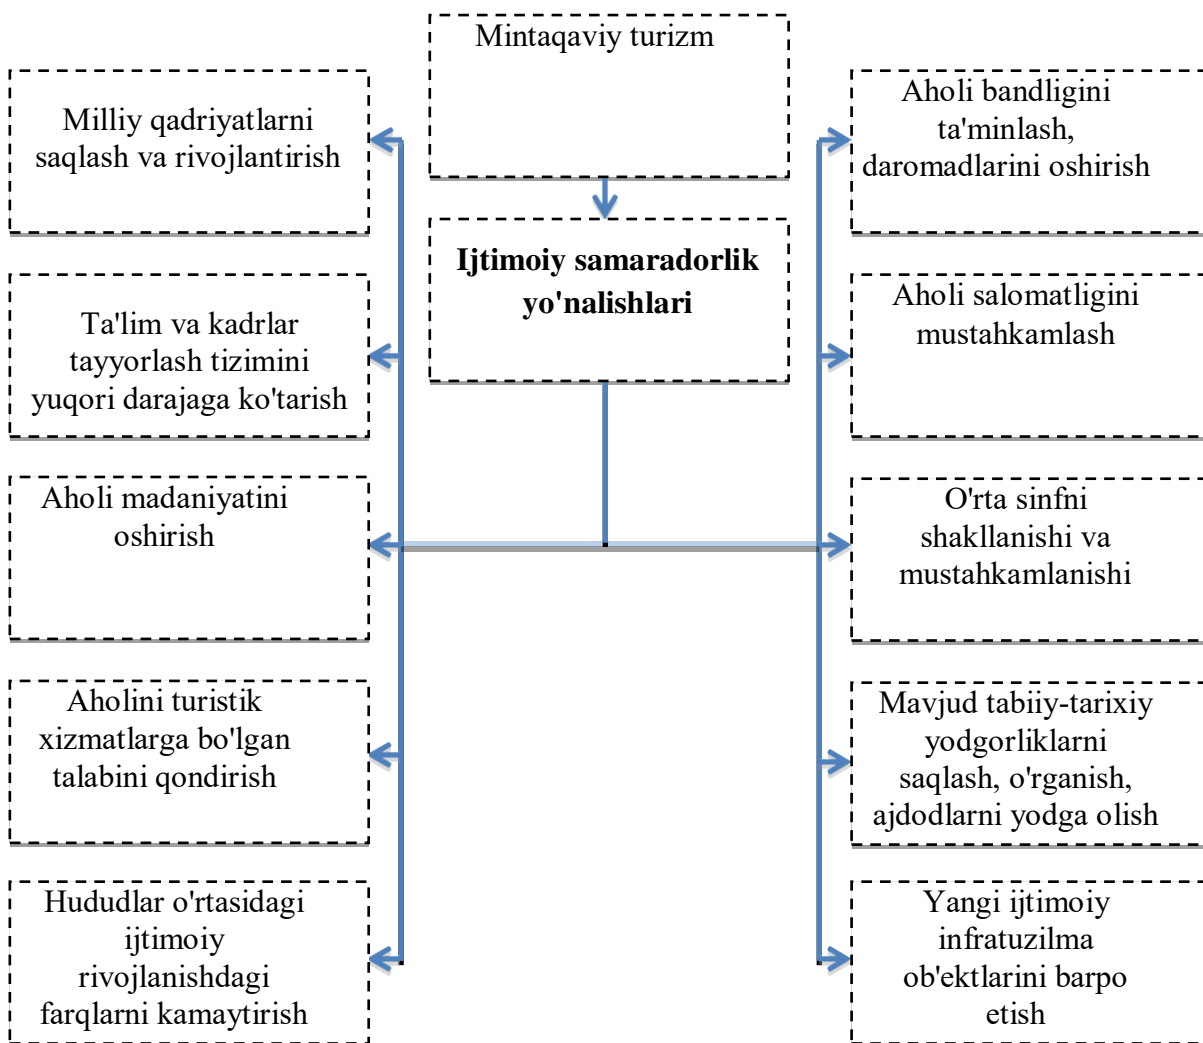 Mintaqaviy turizm
Ijtimoiy samaradorlik
yo'nalishlari
Milliy qadriyatlarni
saqlash va rivojlantirish
Ta'lim va kadrlar
tayyorlash tizimini
yuqori darajaga ko'tarish
Aholi madaniyatini
oshirish
Aholini turistik
xizmatlarga bo'lgan
talabini qondirish
Hududlar o'rtasidagi
ijtimoiy
rivojlanishdagi
farqlarni kamaytirish
Aholi bandligini
ta'minlash,
daromadlarini oshirish
Aholi salomatligini
mustahkamlash
O'rta sinfni
shakllanishi va
mustahkamlanishi
Mavjud tabiiy-tarixiy
yodgorliklarni
saqlash, o'rganish,
ajdodlarni yodga olish
Yangi ijtimoiy
infratuzilma
ob'ektlarini barpo
etish